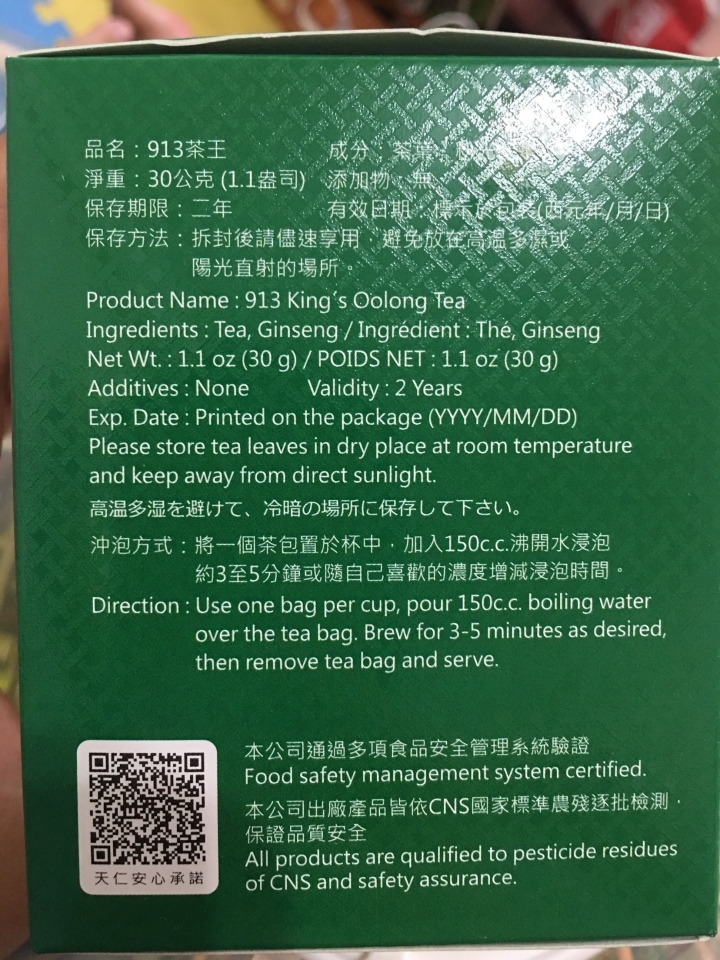 品名：913茶王 成分：茶葉
淨重：30公克 (1.1盎司) 添加物：無
保存期限：二年 有效日期：標示於包裝(西元年/月/日)
保存方法：拆封後請儘速享用，避免放在高溫多濕或
陽光直射的場所。
Product Name : 913 King's Oolong Tea
Ingredients : Tea, Ginseng / Ingrédient : Thé, Ginseng
Net Wt. : 1.1 oz (30 g) / POIDS NET : 1.1 oz (30 g)
Additives : None Validity : 2 Years
Exp. Date : Printed on the package (YYYY/MM/DD)
Please store tea leaves in dry place at room temperature
and keep away from direct sunlight.
高温多湿を避けて、冷暗の場所に保存して下さい。
沖泡方式：將一個茶包置於杯中，加入150c.c.沸開水浸泡
約3至5分鐘或隨自己喜歡的濃度增減浸泡時間。
Direction : Use one bag per cup, pour 150c.c. boiling water
over the tea bag. Brew for 3-5 minutes as desired,
then remove tea bag and serve.
本公司通過多項食品安全管理系統驗證
Food safety management system certified.
本公司出廠產品皆依CNS國家標準農殘逐批檢測，
保證品質安全
All products are qualified to pesticide residues
of CNS and safety assurance.
天仁安心承諾